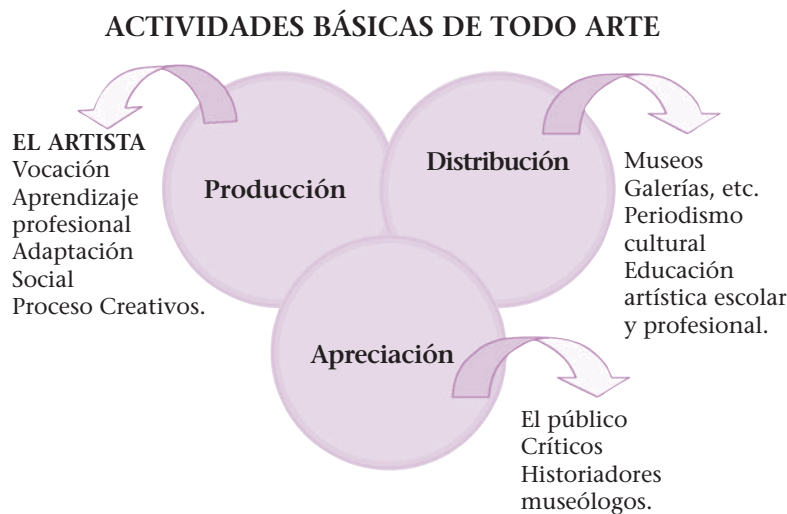 ACTIVIDADES BÁSICAS DE TODO ARTE
EL ARTISTA
Vocación
Aprendizaje
profesional
Adaptación
Social
Proceso Creativos.
Producción
Distribución
Museos
Galerías, etc.
Periodismo
cultural
Educación
artística escolar
y profesional.
Apreciación
El público
Críticos
Historiadores
museólogos.